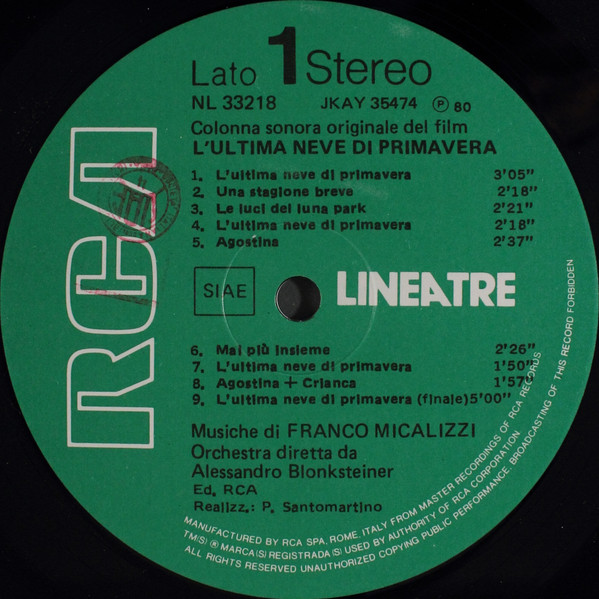 Lato 1 Stereo
NL 33218 JKAY 35474 Ⓟ 80
Colonna sonora originale del film
L'ULTIMA NEVE DI PRIMAVERA
1. L'ultima neve di primavera 3'05"
2. Una stagione breve 2'18"
3. Le luci del luna park 2'21"
4. L'ultima neve di primavera 2'18"
5. Agostina 2'37"
RCA
SIAE LINEATRE
6. Mai più insieme 2'26"
7. L'ultima neve di primavera 1'50"
8. Agostina + Crianca 1'57"
9. L'ultima neve di primavera (finale) 5'00"
Musiche di FRANCO MICALIZZI
Orchestra diretta da
Alessandro Blonksteiner
Ed. RCA
Realizz.: P. Santomartino
MANUFACTURED BY RCA SPA, ROME, ITALY FROM MASTER RECORDINGS OF RCA RECORDS
TM(S) ® MARCA(S) REGISTRADA(S) USED BY AUTHORITY OF RCA CORPORATION.
ALL RIGHTS RESERVED UNAUTHORIZED COPYING PUBLIC PERFORMANCE, BROADCASTING OF THIS RECORD FORBIDDEN